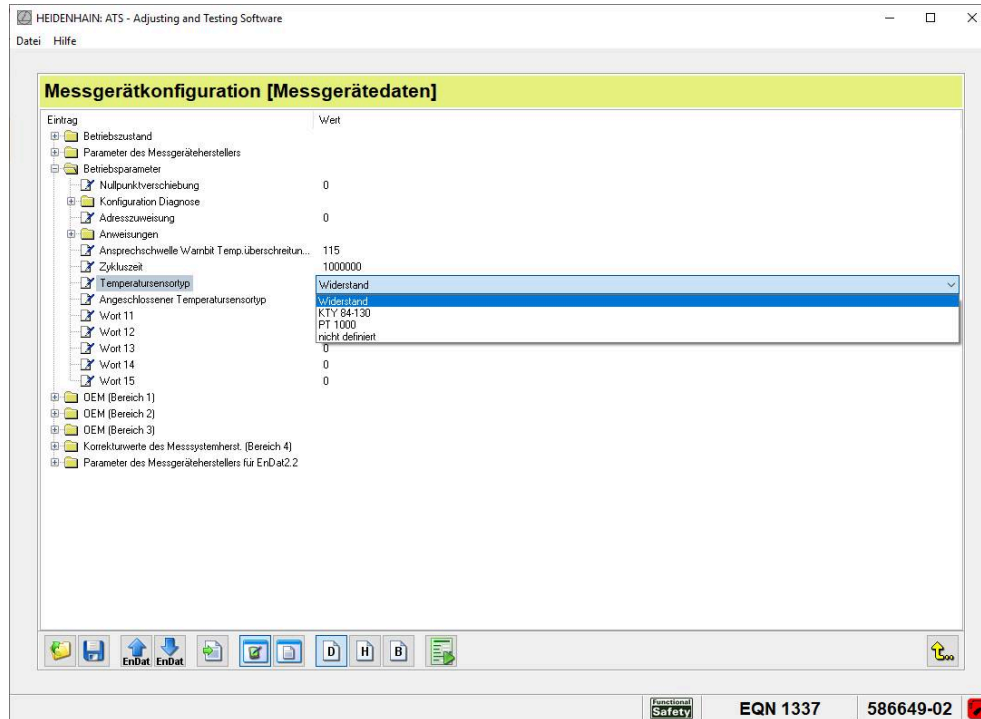 HEIDENHAIN: ATS - Adjusting and Testing Software
Datei Hilfe
Messgerätkonfiguration [Messgerätedaten]
Eintrag Wert
Betriebszustand
Parameter des Messgeräteherstellers
Betriebsparameter
Nullpunktverschiebung 0
Konfiguration Diagnose
Adresszuweisung 0
Anweisungen
Ansprechschwelle Warnbit Temp.überschreitun... 115
Zykluszeit 1000000
Temperatursensortyp Widerstand
Angeschlossener Temperatursensortyp Widerstand
Wort 11 KTY 84-130
Wort 12 PT 1000
nicht definiert
Wort 13 0
Wort 14 0
Wort 15 0
OEM (Bereich 1)
OEM (Bereich 2)
OEM (Bereich 3)
Korrekturwerte des Messsystemherst. (Bereich 4)
Parameter des Messgeräteherstellers für EnDat2.2
EnDat EnDat D H B
Functional
Safety EQN 1337 586649-02